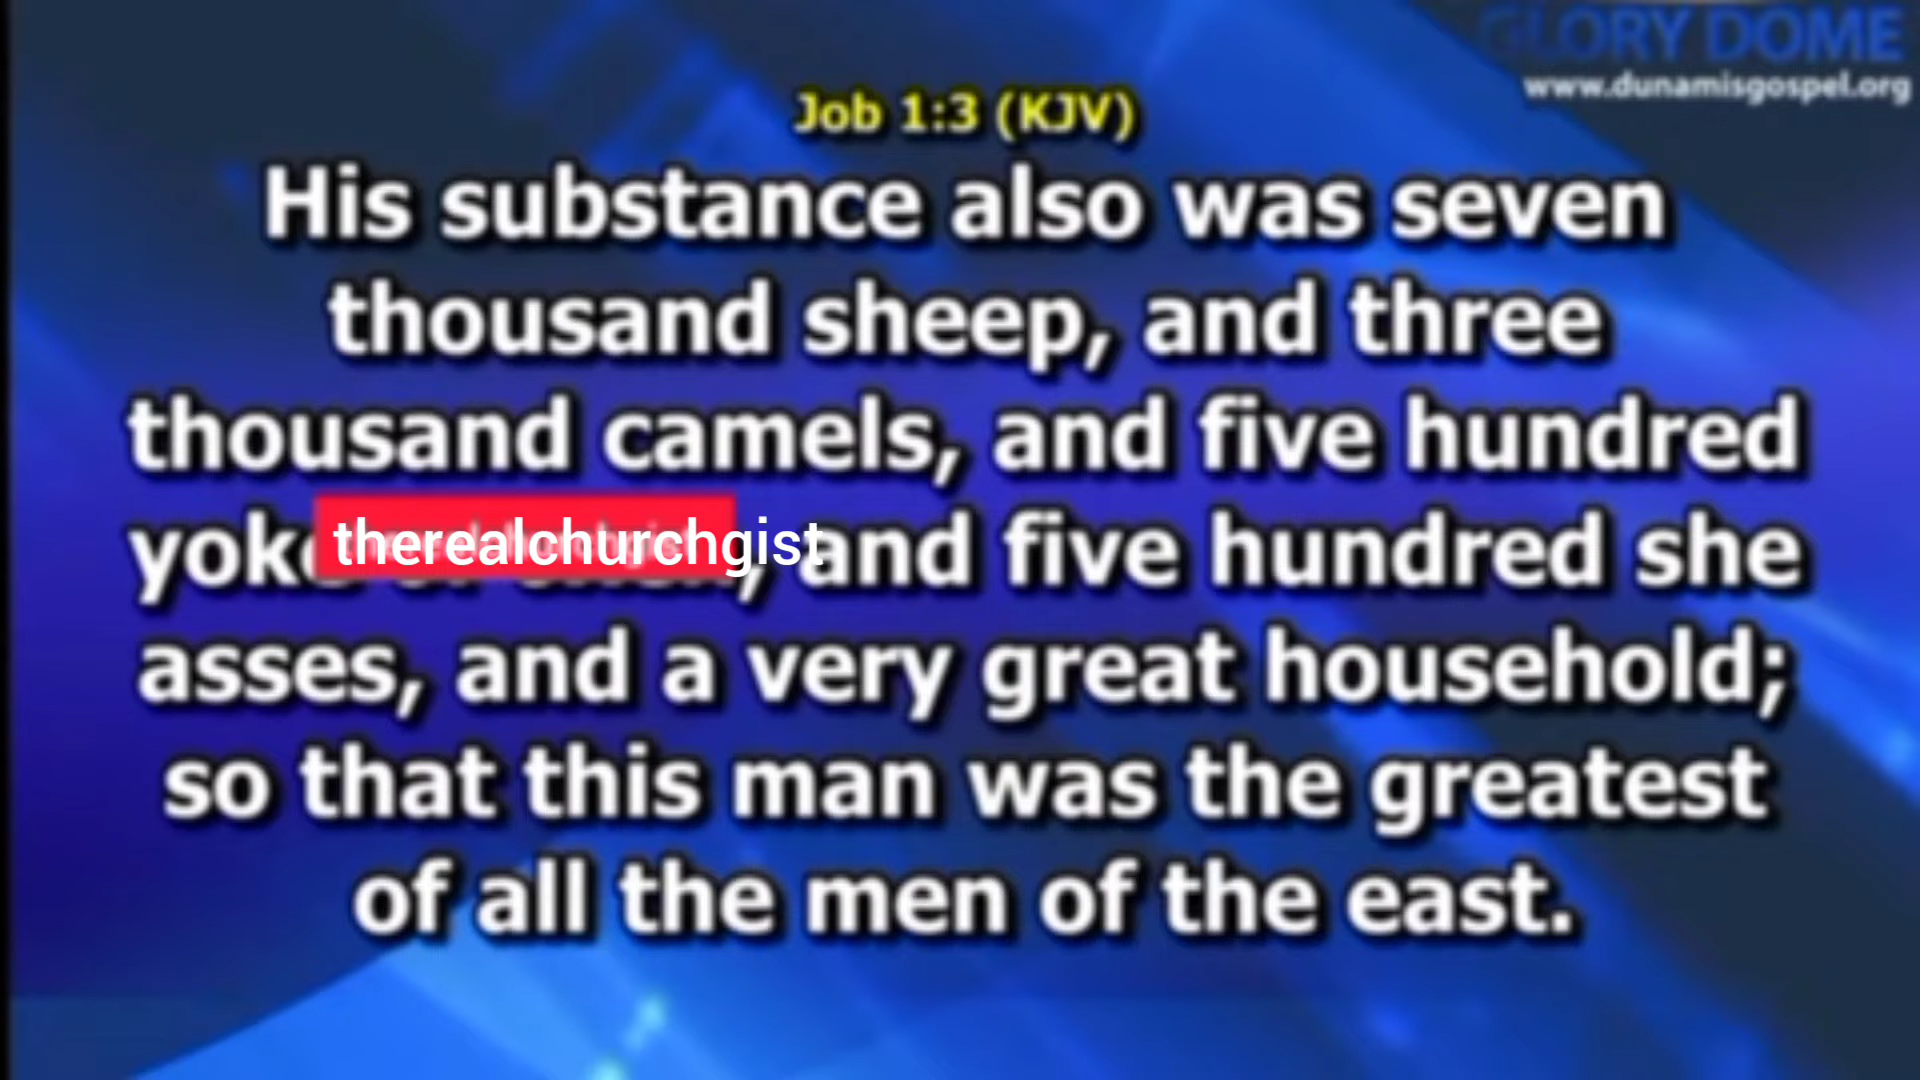 GLORY DOME
www.dunamisgospel.org
Job 1:3 (KJV)
His substance also was seven
thousand sheep, and three
thousand camels, and five hundred
yoke therealchurchgist, and five hundred she
asses, and a very great household;
so that this man was the greatest
of all the men of the east.